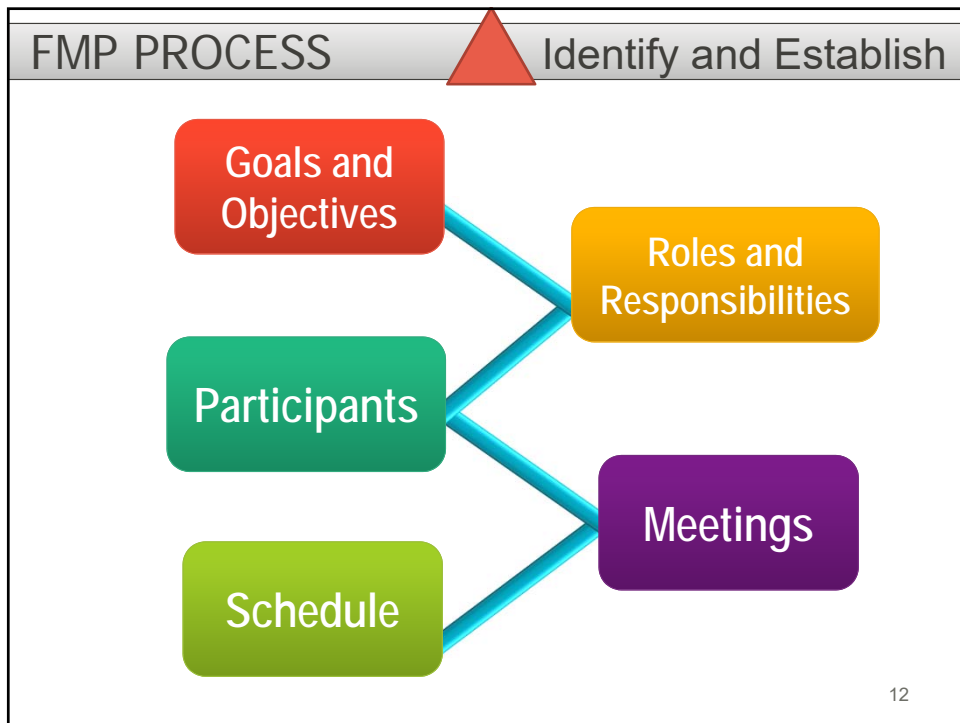 FMP PROCESS
Identify and Establish
Goals and
Objectives
Roles and
Responsibilities
Participants
Meetings
Schedule
12